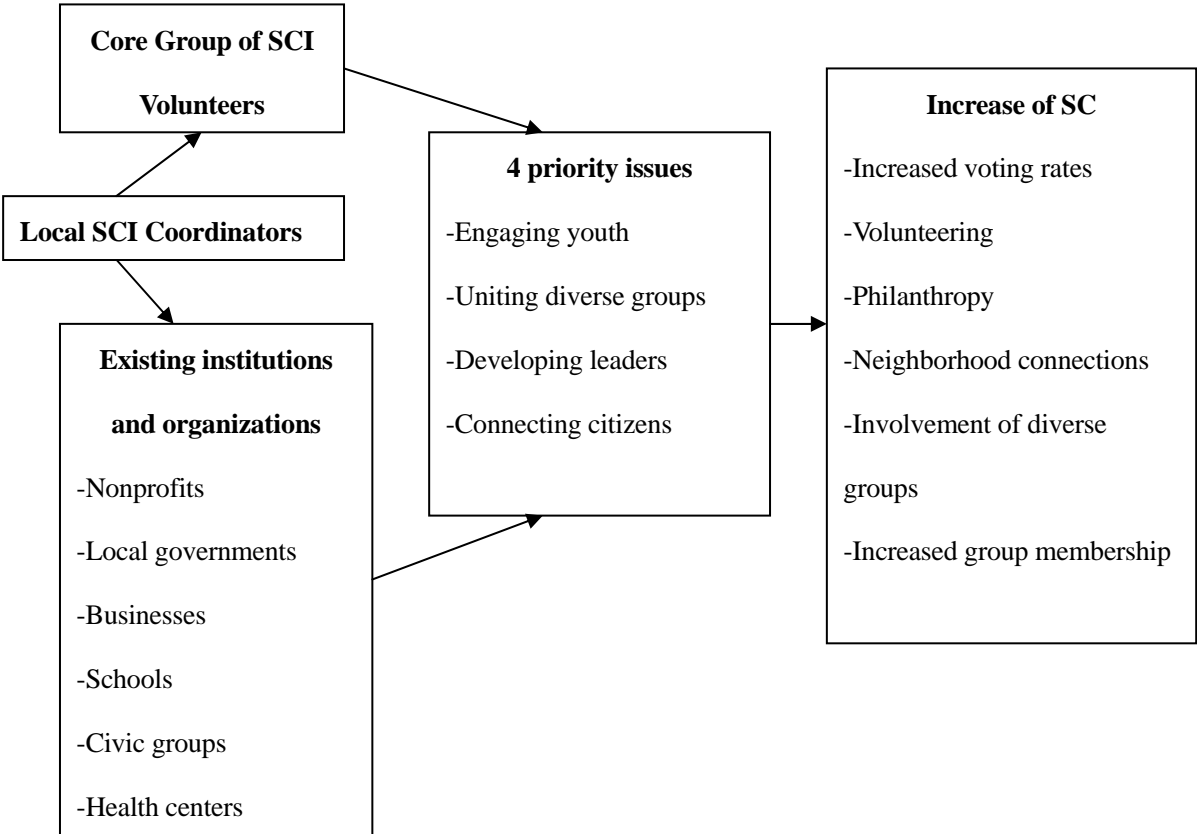 Core Group of SCI
Volunteers
Local SCI Coordinators
Existing institutions
and organizations
-Nonprofits
-Local governments
-Businesses
-Schools
-Civic groups
-Health centers
4 priority issues
-Engaging youth
-Uniting diverse groups
-Developing leaders
-Connecting citizens
Increase of SC
-Increased voting rates
-Volunteering
-Philanthropy
-Neighborhood connections
-Involvement of diverse
groups
-Increased group membership